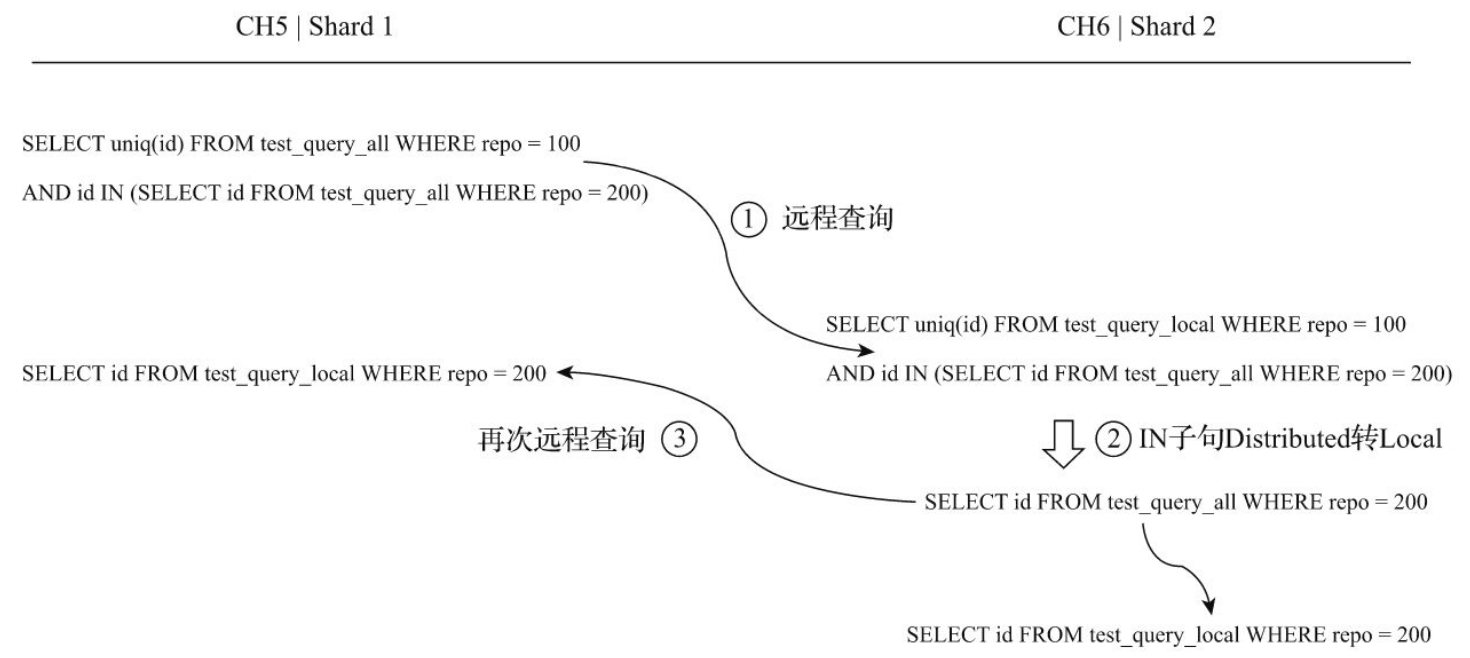 CH5 | Shard 1
CH6 | Shard 2
SELECT uniq(id) FROM test_query_all WHERE repo = 100
AND id IN (SELECT id FROM test_query_all WHERE repo = 200)
① 远程查询
SELECT uniq(id) FROM test_query_local WHERE repo = 100
AND id IN (SELECT id FROM test_query_all WHERE repo = 200)
SELECT id FROM test_query_local WHERE repo = 200
再次远程查询 ③
② IN子句Distributed转Local
SELECT id FROM test_query_all WHERE repo = 200
SELECT id FROM test_query_local WHERE repo = 200